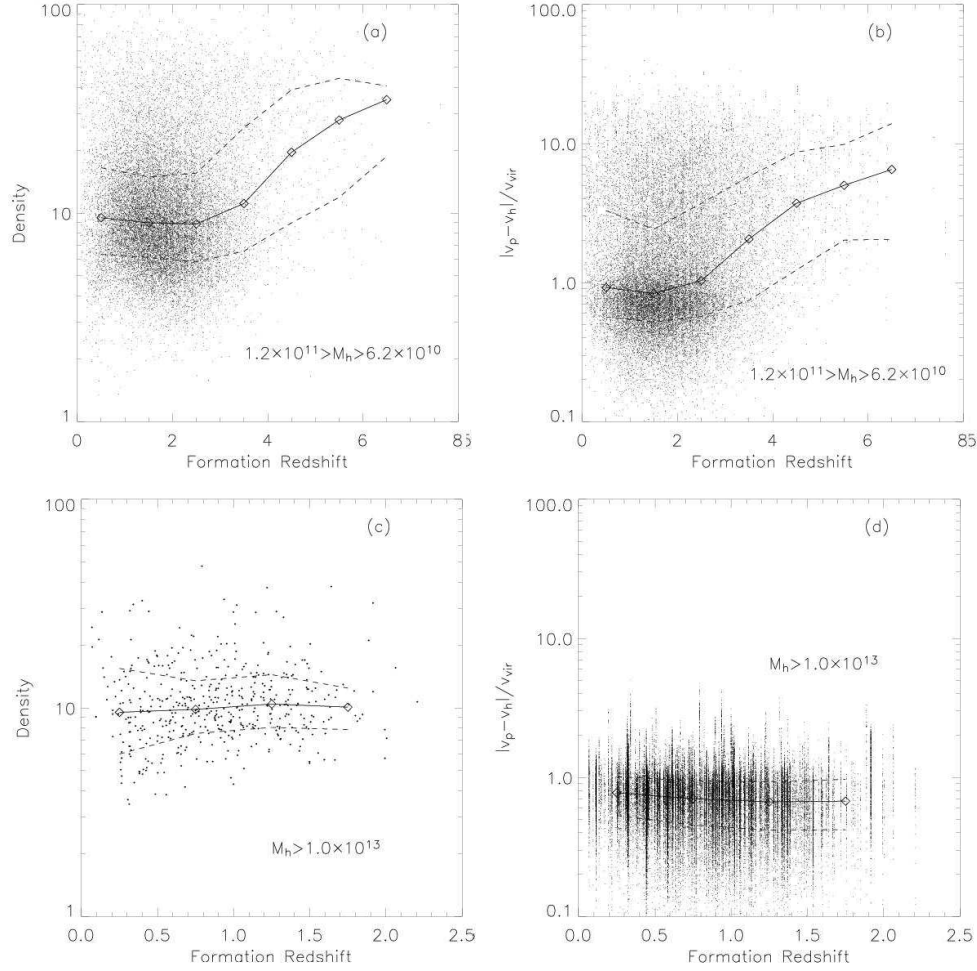 100
(a)
Density
10
1.2×10¹¹>Mₕ>6.2×10¹⁰
1
0 2 4 6 8
Formation Redshift
100.0
(b)
|vₚ−vₕ|/vᵥᵢᵣ
10.0
1.0
1.2×10¹¹>Mₕ>6.2×10¹⁰
0.1
0 2 4 6 8
Formation Redshift
100
(c)
Density
10
Mₕ>1.0×10¹³
1
0.0 0.5 1.0 1.5 2.0 2.5
Formation Redshift
100.0
(d)
|vₚ−vₕ|/vᵥᵢᵣ
10.0
Mₕ>1.0×10¹³
1.0
0.1
0.0 0.5 1.0 1.5 2.0 2.5
Formation Redshift